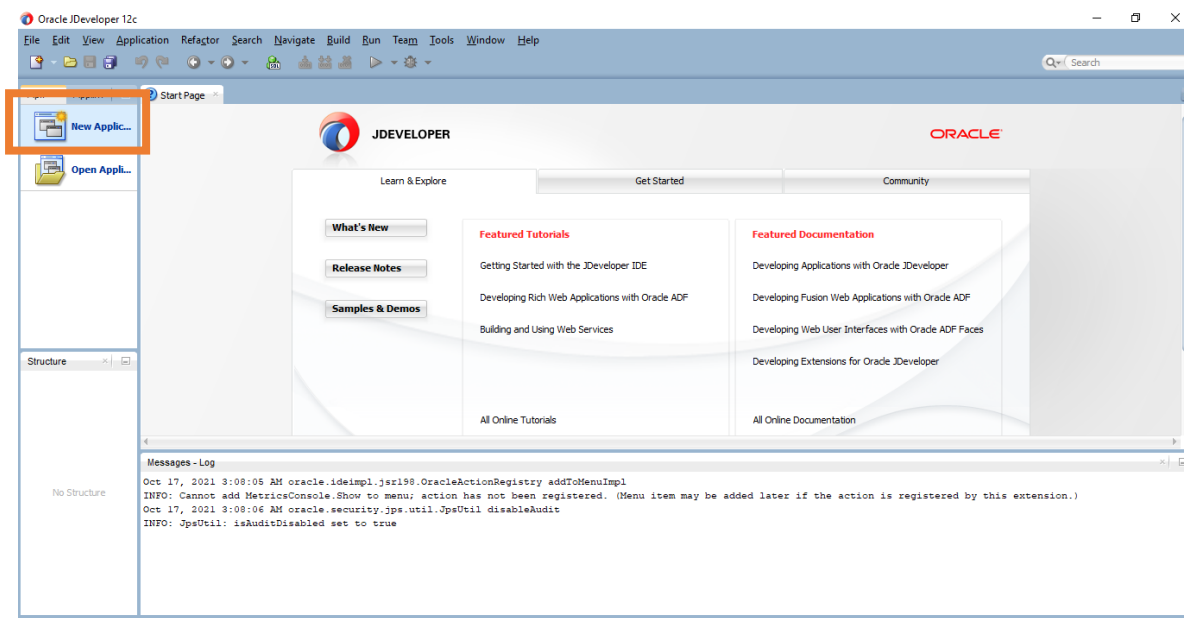 Oracle JDeveloper 12c
File Edit View Application Refactor Search Navigate Build Run Team Tools Window Help
Search
Start Page
New Applic...
Open Appli...
JDEVELOPER
ORACLE
Learn & Explore
Get Started
Community
What's New
Release Notes
Samples & Demos
Featured Tutorials
Getting Started with the JDeveloper IDE
Developing Rich Web Applications with Oracle ADF
Building and Using Web Services
All Online Tutorials
Featured Documentation
Developing Applications with Oracle JDeveloper
Developing Fusion Web Applications with Oracle ADF
Developing Web User Interfaces with Oracle ADF Faces
Developing Extensions for Oracle JDeveloper
All Online Documentation
Structure
No Structure
Messages - Log
Oct 17, 2021 3:08:05 AM oracle.ideimpl.jsr198.OracleActionRegistry addToMenuImpl
INFO: Cannot add MetricsConsole.Show to menu; action has not been registered. (Menu item may be added later if the action is registered by this extension.)
Oct 17, 2021 3:08:06 AM oracle.security.jps.util.JpsUtil disableAudit
INFO: JpsUtil: isAuditDisabled set to true